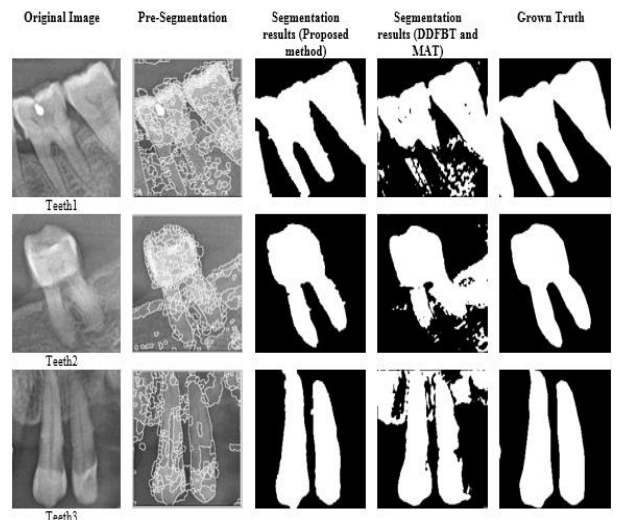 Original Image
Pre-Segmentation
Segmentation
results (Proposed
method)
Segmentation
results (DDFBT and
MAT)
Grown Truth
Teeth1
Teeth2
Teeth3